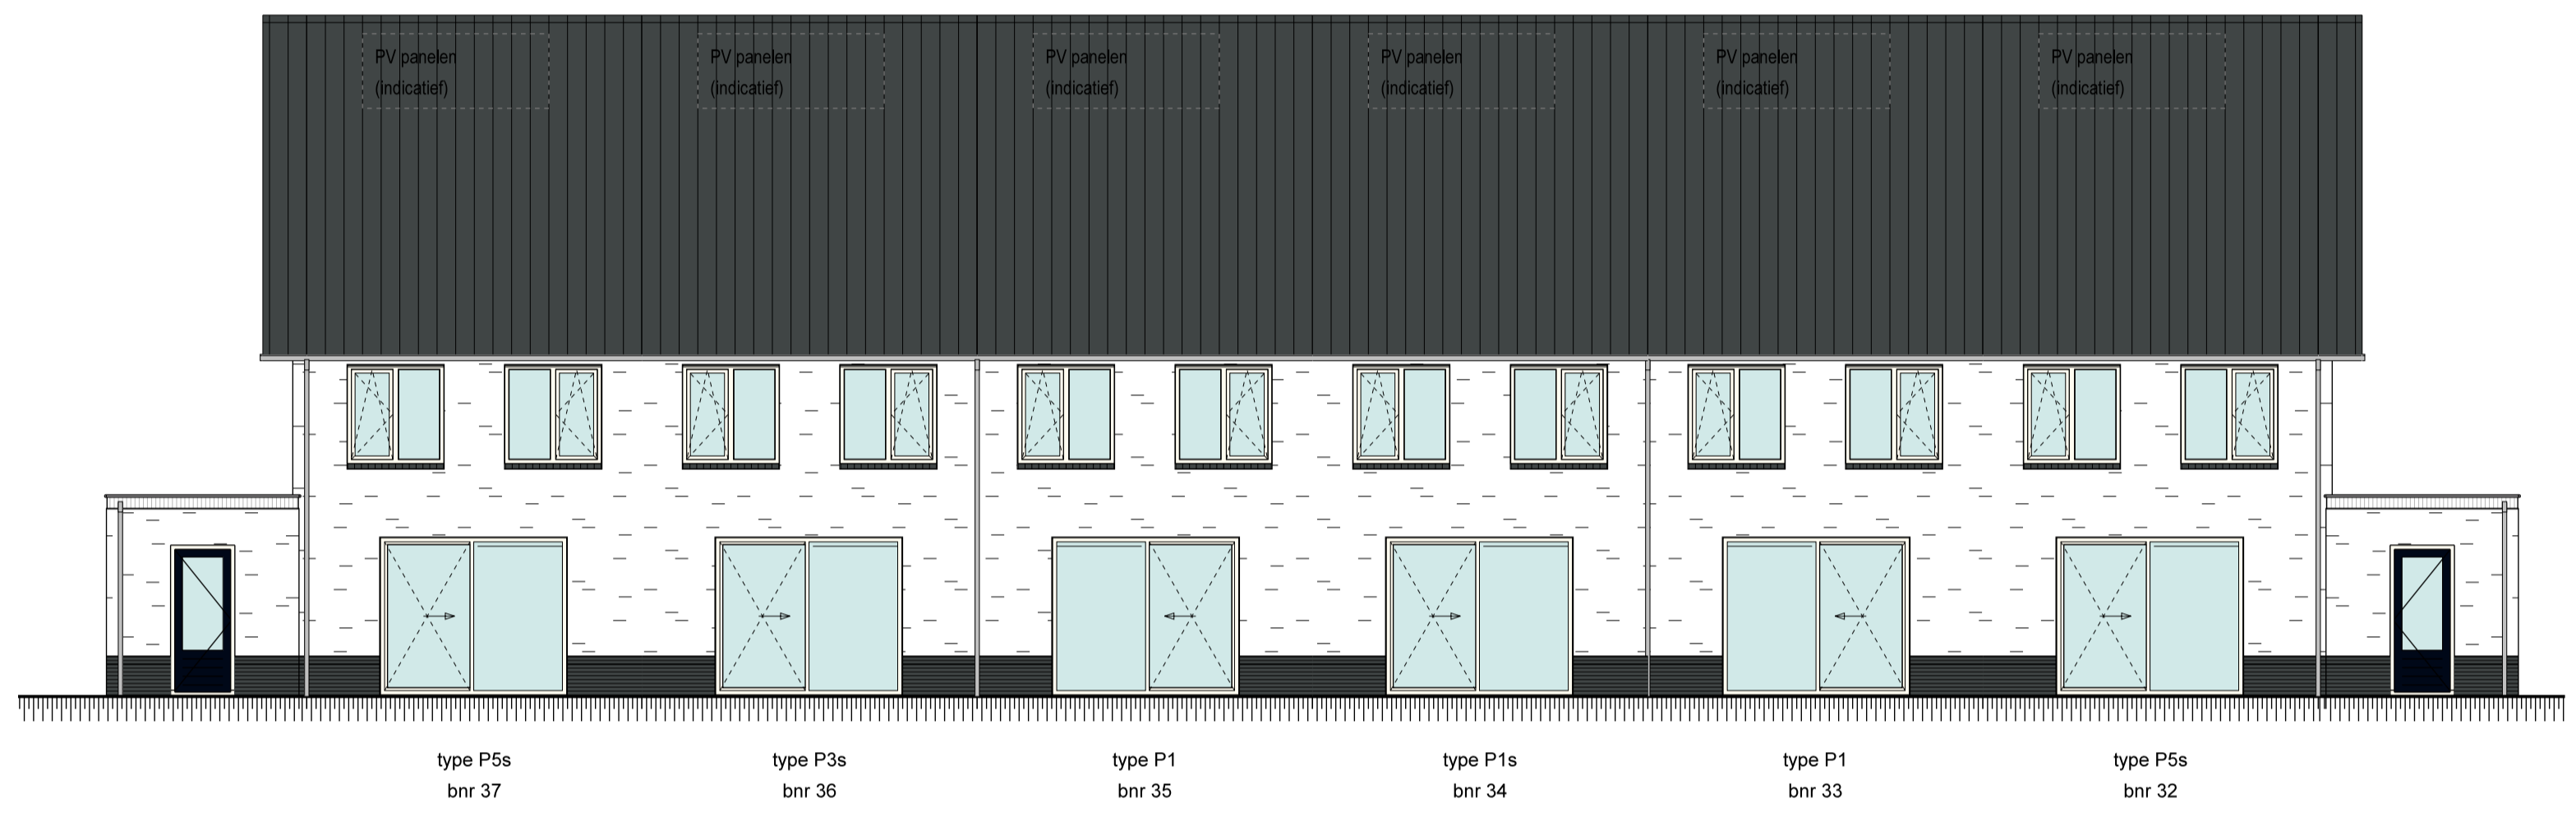 PV panelen
(indicatief)
PV panelen
(indicatief)
PV panelen
(indicatief)
PV panelen
(indicatief)
PV panelen
(indicatief)
PV panelen
(indicatief)
type P5s
bnr 37
type P3s
bnr 36
type P1
bnr 35
type P1s
bnr 34
type P1
bnr 33
type P5s
bnr 32